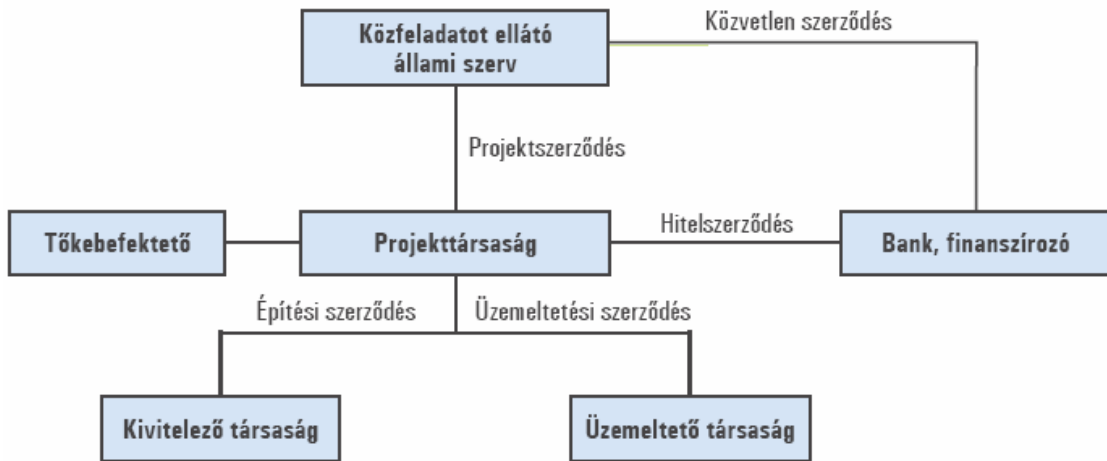 Közfeladatot ellátó
állami szerv
Közvetlen szerződés
Projektszerződés
Tőkebefektető
Projekttársaság
Hitelszerződés
Bank, finanszírozó
Építési szerződés
Üzemeltetési szerződés
Kivitelező társaság
Üzemeltető társaság